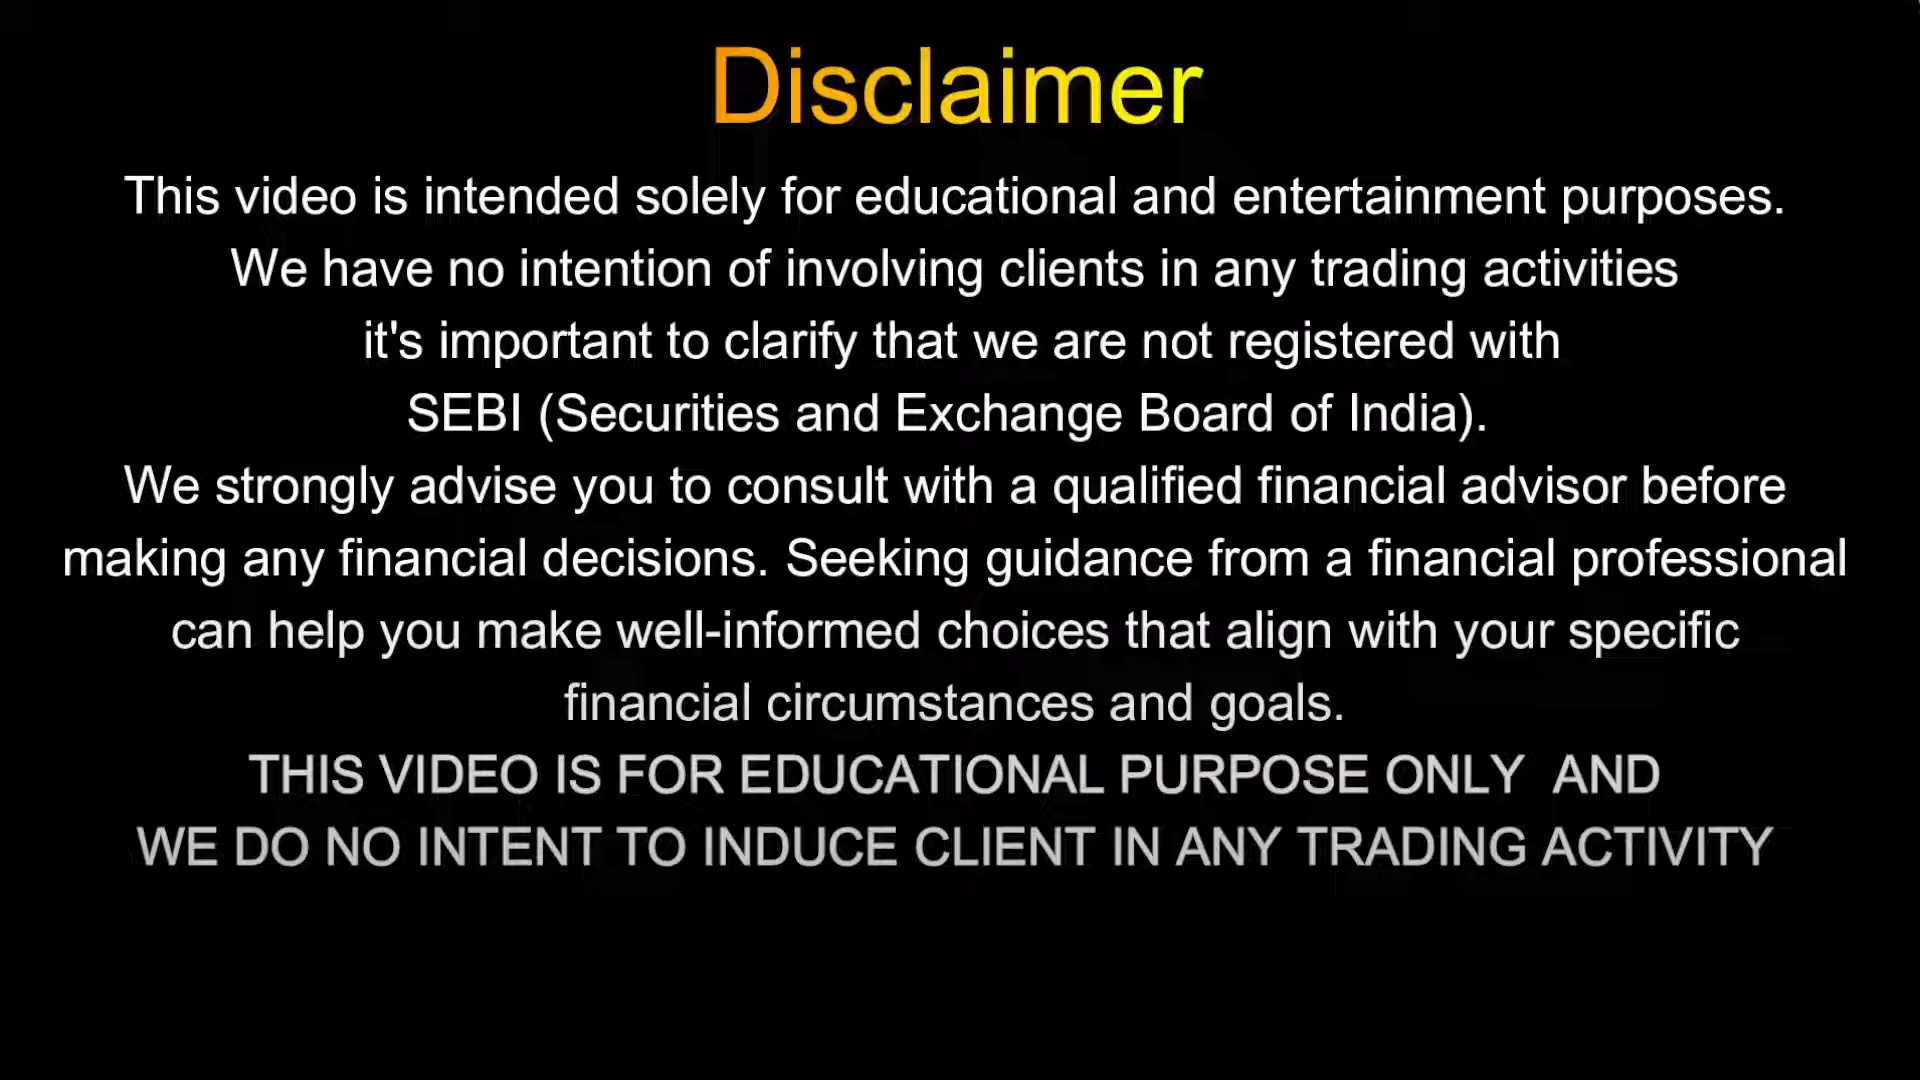 Disclaimer
This video is intended solely for educational and entertainment purposes.
We have no intention of involving clients in any trading activities
it's important to clarify that we are not registered with
SEBI (Securities and Exchange Board of India).
We strongly advise you to consult with a qualified financial advisor before
making any financial decisions. Seeking guidance from a financial professional
can help you make well-informed choices that align with your specific
financial circumstances and goals.
THIS VIDEO IS FOR EDUCATIONAL PURPOSE ONLY  AND
WE DO NO INTENT TO INDUCE CLIENT IN ANY TRADING ACTIVITY